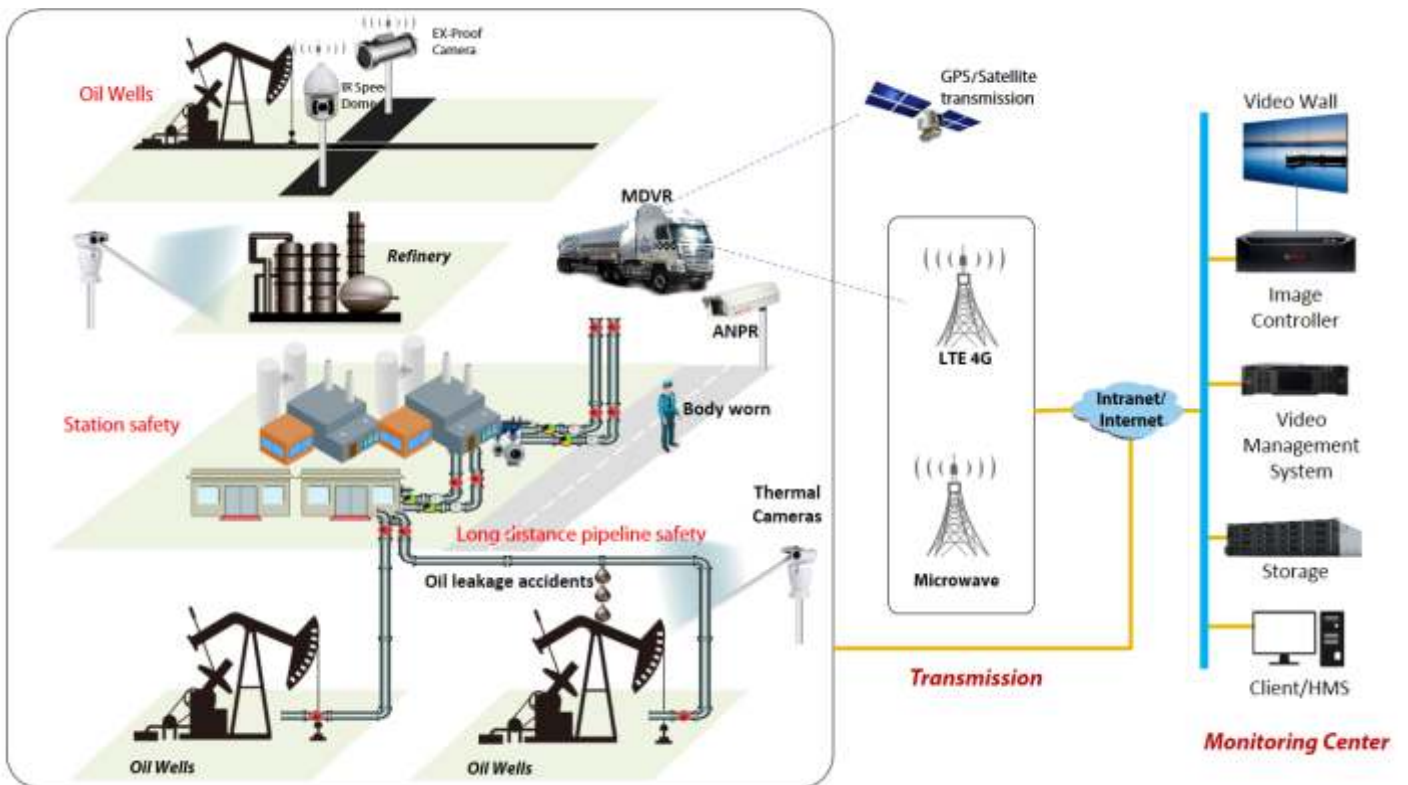 EX-Proof
Camera
Oil Wells
IR Spee
Dome
GPS/Satellite
transmission
Video Wall
MDVR
Refinery
ANPR
LTE 4G
Image
Controller
Station safety
Body worn
Intranet/
Internet
Video
Management
System
Thermal
Cameras
Long distance pipeline safety
Oil leakage accidents
Microwave
Storage
Transmission
Client/HMS
Monitoring Center
Oil Wells
Oil Wells